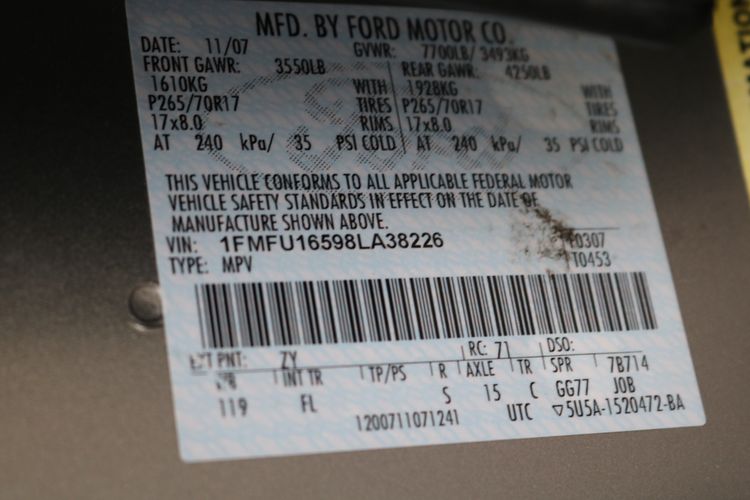 MFD. BY FORD MOTOR CO.
DATE: 11/07 GVWR: 7700LB/ 3493KG
FRONT GAWR: 3550LB REAR GAWR: 4250LB
1610KG WITH 1928KG WITH
P265/70R17 TIRES P265/70R17 TIRES
17x8.0 RIMS 17x8.0 RIMS
AT 240 kPa/ 35 PSI COLD AT 240 kPa/ 35 PSI COLD
THIS VEHICLE CONFORMS TO ALL APPLICABLE FEDERAL MOTOR
VEHICLE SAFETY STANDARDS IN EFFECT ON THE DATE OF
MANUFACTURE SHOWN ABOVE.
VIN: 1FMFU16598LA38226 F0307
TYPE: MPV T0453
EXT PNT: ZY RC: 71 DSO:
WB INT TR TP/PS R AXLE TR SPR 7B714
119 FL S 15 C GG77 JOB
1200711071241 UTC ▽5U5A-1520472-BA